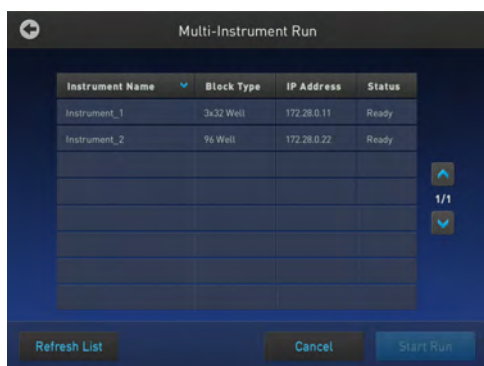 Multi-Instrument Run
Instrument Name Block Type IP Address Status
Instrument_1 3x32 Well 172.28.0.11 Ready
Instrument_2 96 Well 172.28.0.22 Ready
1/1
Refresh List Cancel Start Run